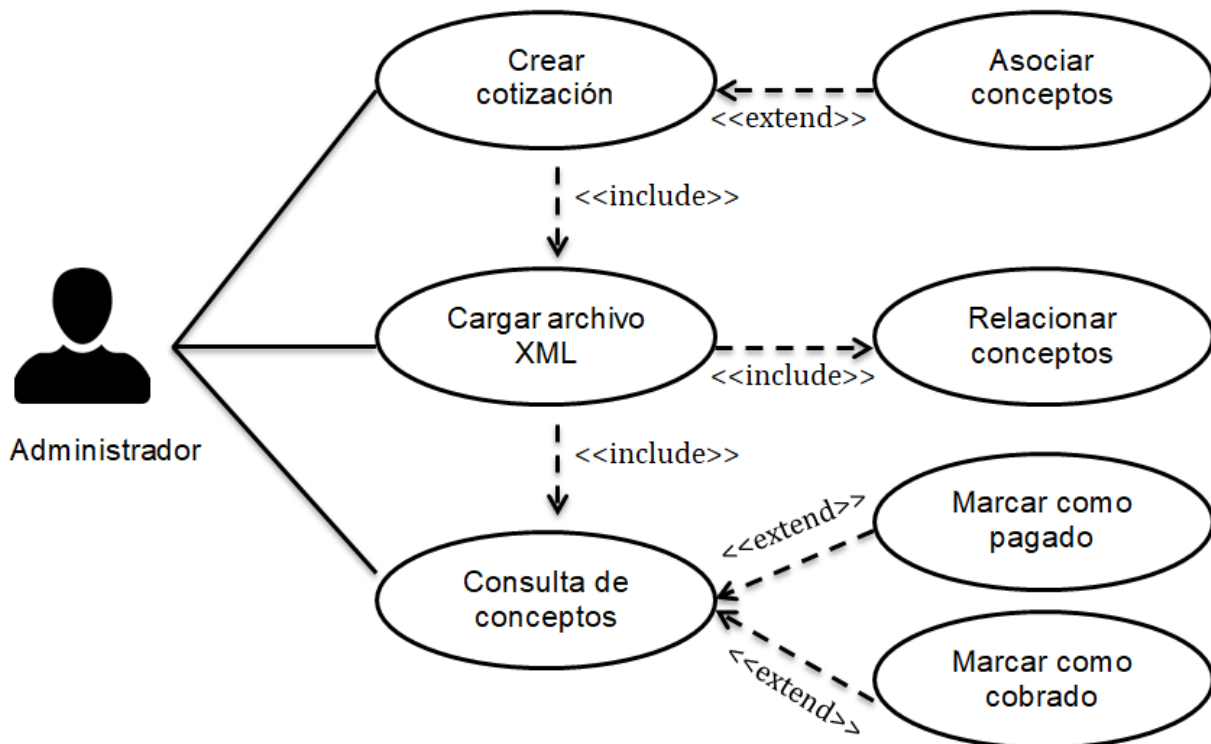 Crear
cotización
Asociar
conceptos
<<extend>>
<<include>>
Cargar archivo
XML
Relacionar
conceptos
<<include>>
Administrador
<<include>>
Consulta de
conceptos
<<extend>>
Marcar como
pagado
<<extend>>
Marcar como
cobrado